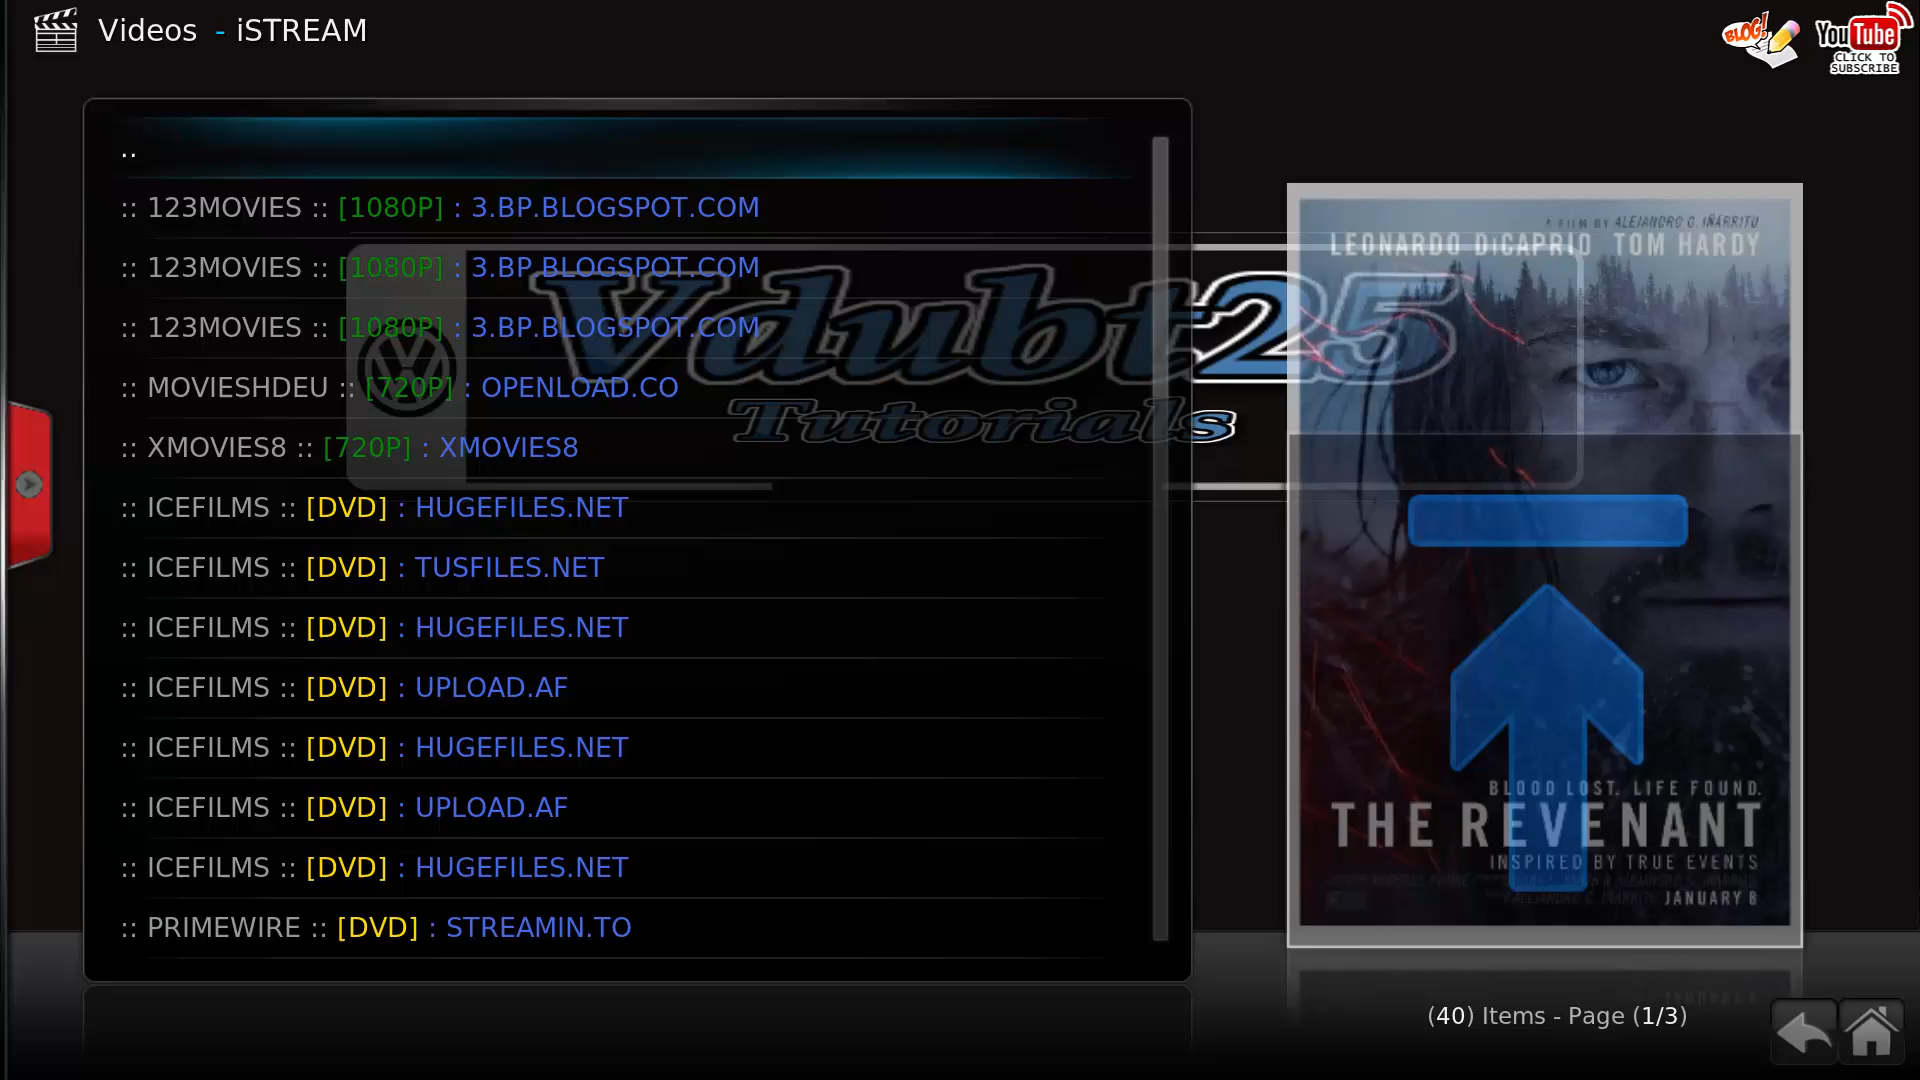 Videos - iSTREAM
BLOG!
YouTube
CLICK TO
SUBSCRIBE
..
:: 123MOVIES :: [1080P] : 3.BP.BLOGSPOT.COM
:: 123MOVIES :: [1080P] : 3.BP.BLOGSPOT.COM
:: 123MOVIES :: [1080P] : 3.BP.BLOGSPOT.COM
:: MOVIESHDEU :: [720P] : OPENLOAD.CO
:: XMOVIES8 :: [720P] : XMOVIES8
:: ICEFILMS :: [DVD] : HUGEFILES.NET
:: ICEFILMS :: [DVD] : TUSFILES.NET
:: ICEFILMS :: [DVD] : HUGEFILES.NET
:: ICEFILMS :: [DVD] : UPLOAD.AF
:: ICEFILMS :: [DVD] : HUGEFILES.NET
:: ICEFILMS :: [DVD] : UPLOAD.AF
:: ICEFILMS :: [DVD] : HUGEFILES.NET
:: PRIMEWIRE :: [DVD] : STREAMIN.TO
Vdubt25
Tutorials
A FILM BY ALEJANDRO G. IÑÁRRITU
LEONARDO DiCAPRIO TOM HARDY
BLOOD LOST. LIFE FOUND.
THE REVENANT
INSPIRED BY TRUE EVENTS
JANUARY 8
(40) Items - Page (1/3)